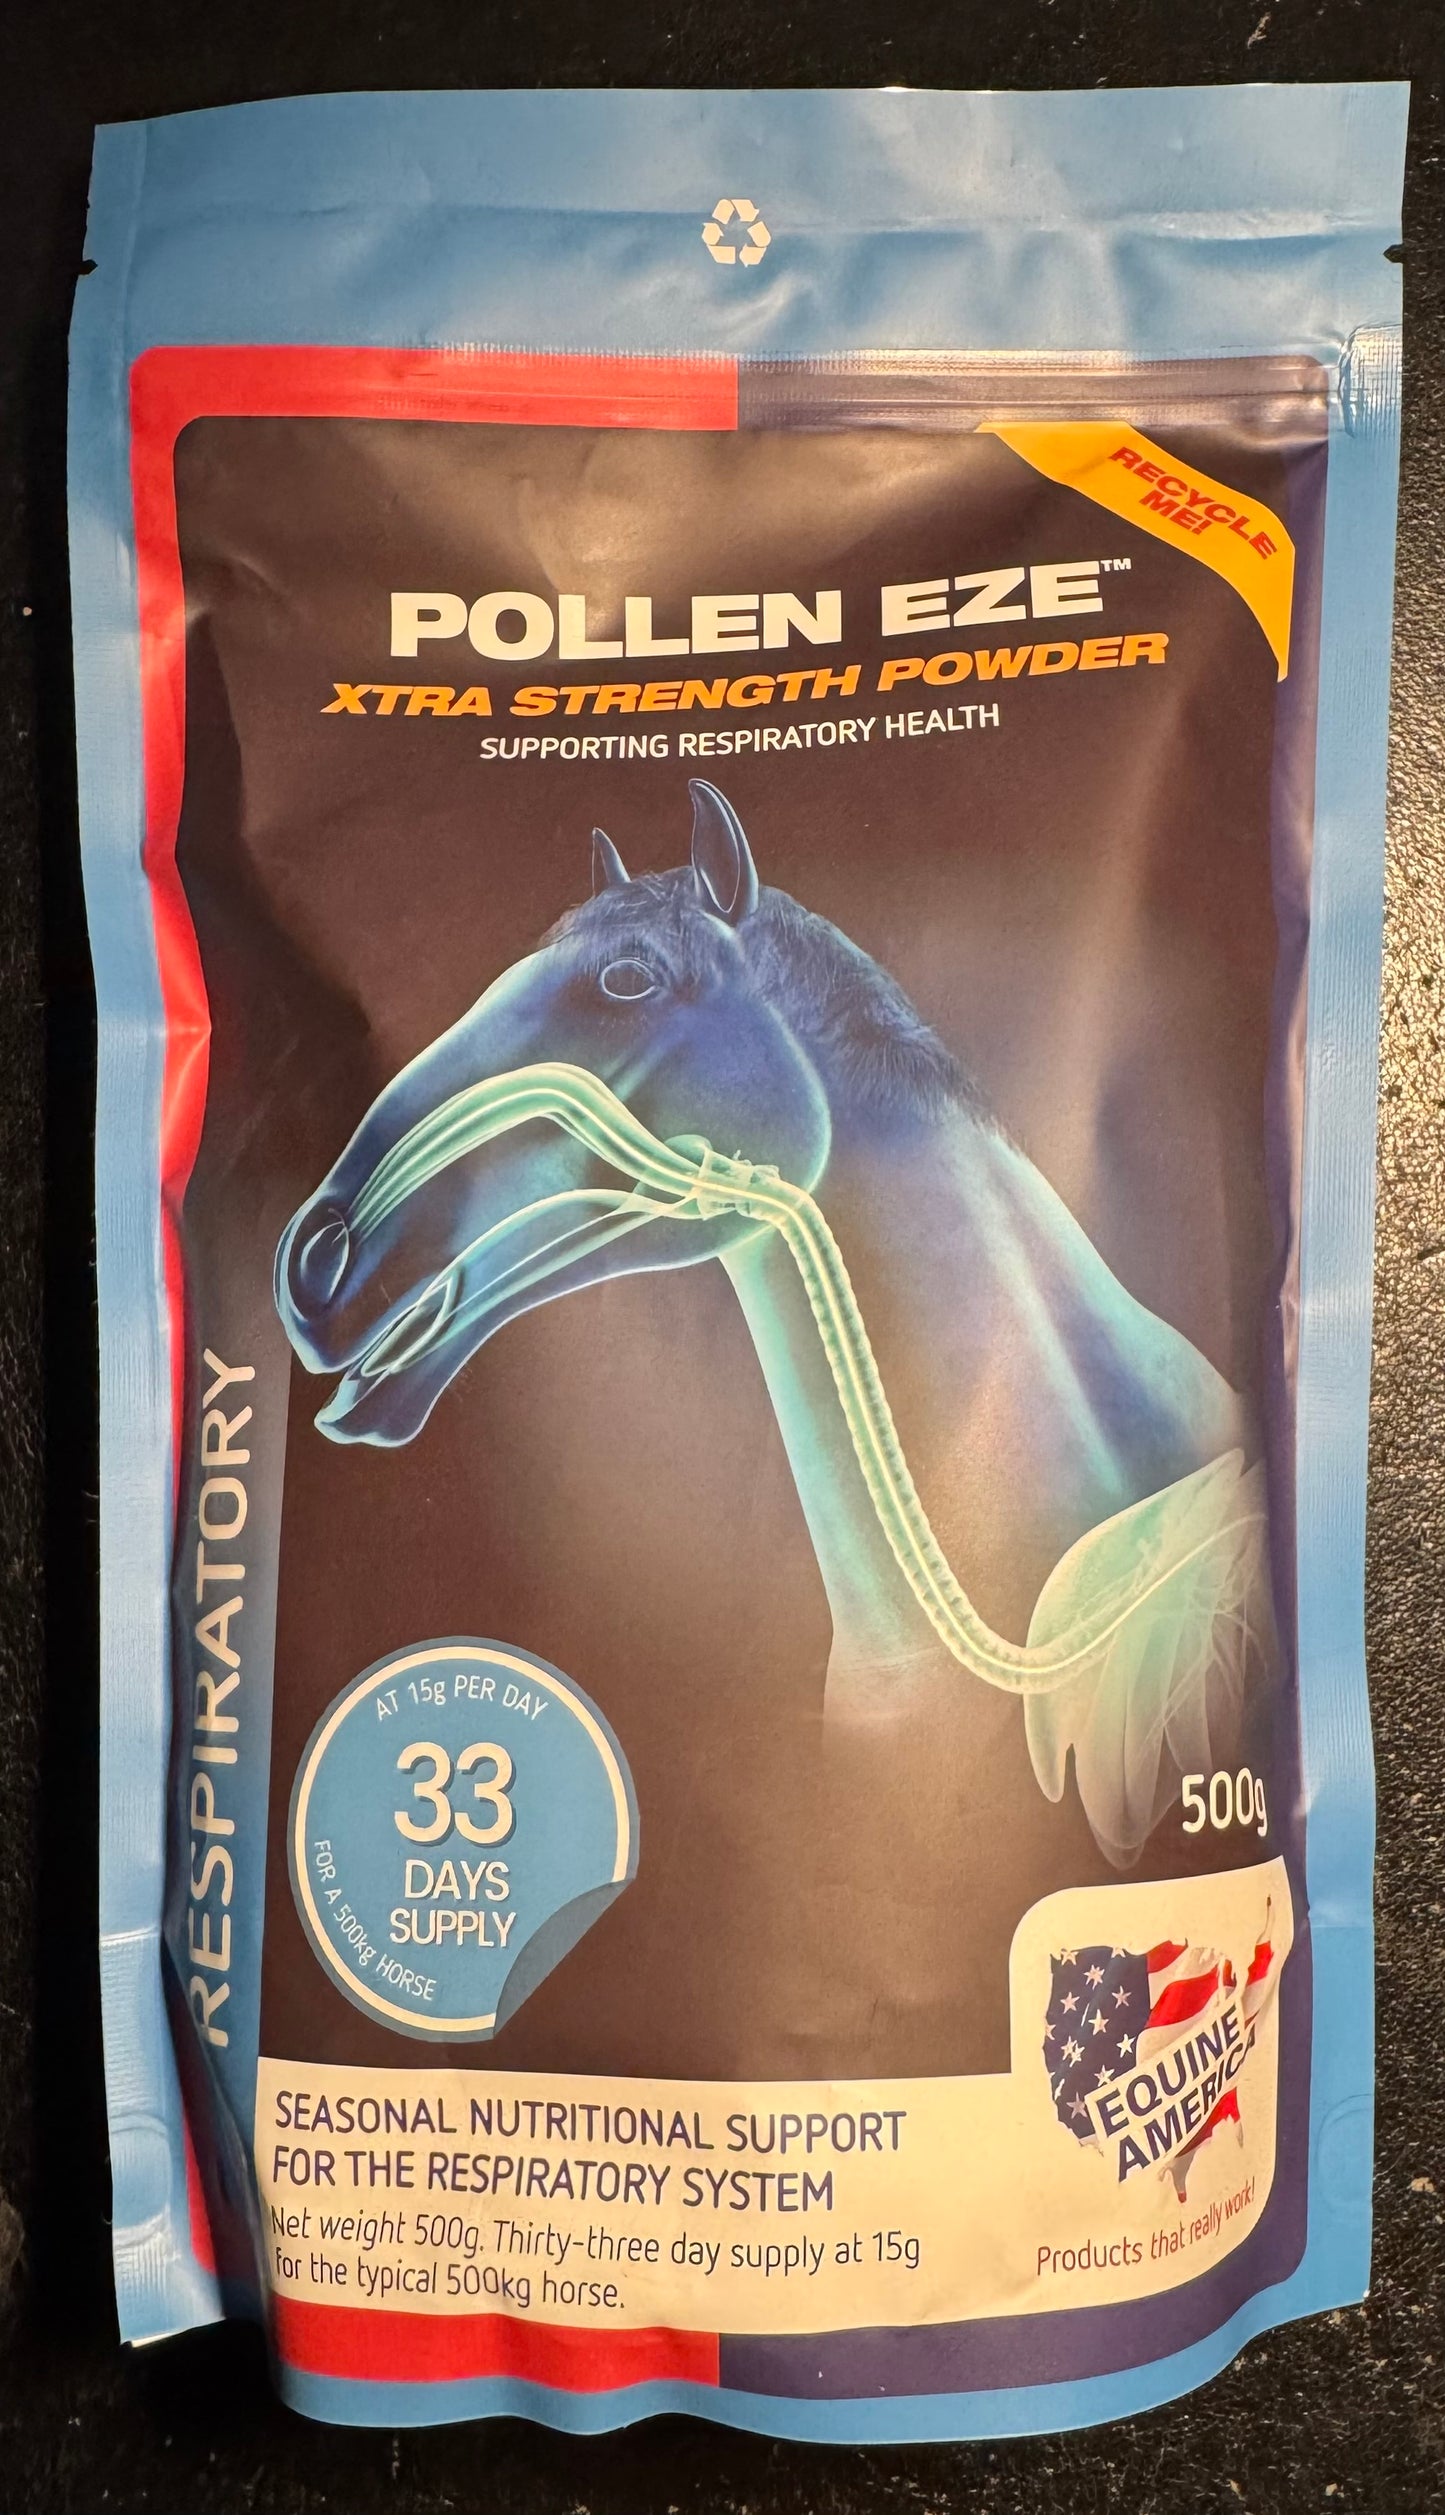 RECYCLE
ME!
POLLEN EZE™
XTRA STRENGTH POWDER
SUPPORTING RESPIRATORY HEALTH
RESPIRATORY
AT 15g PER DAY
33
DAYS
SUPPLY
FOR A 500kg HORSE
500g
EQUINE
AMERICA
Products that really work!
SEASONAL NUTRITIONAL SUPPORT
FOR THE RESPIRATORY SYSTEM
Net weight 500g. Thirty-three day supply at 15g
for the typical 500kg horse.